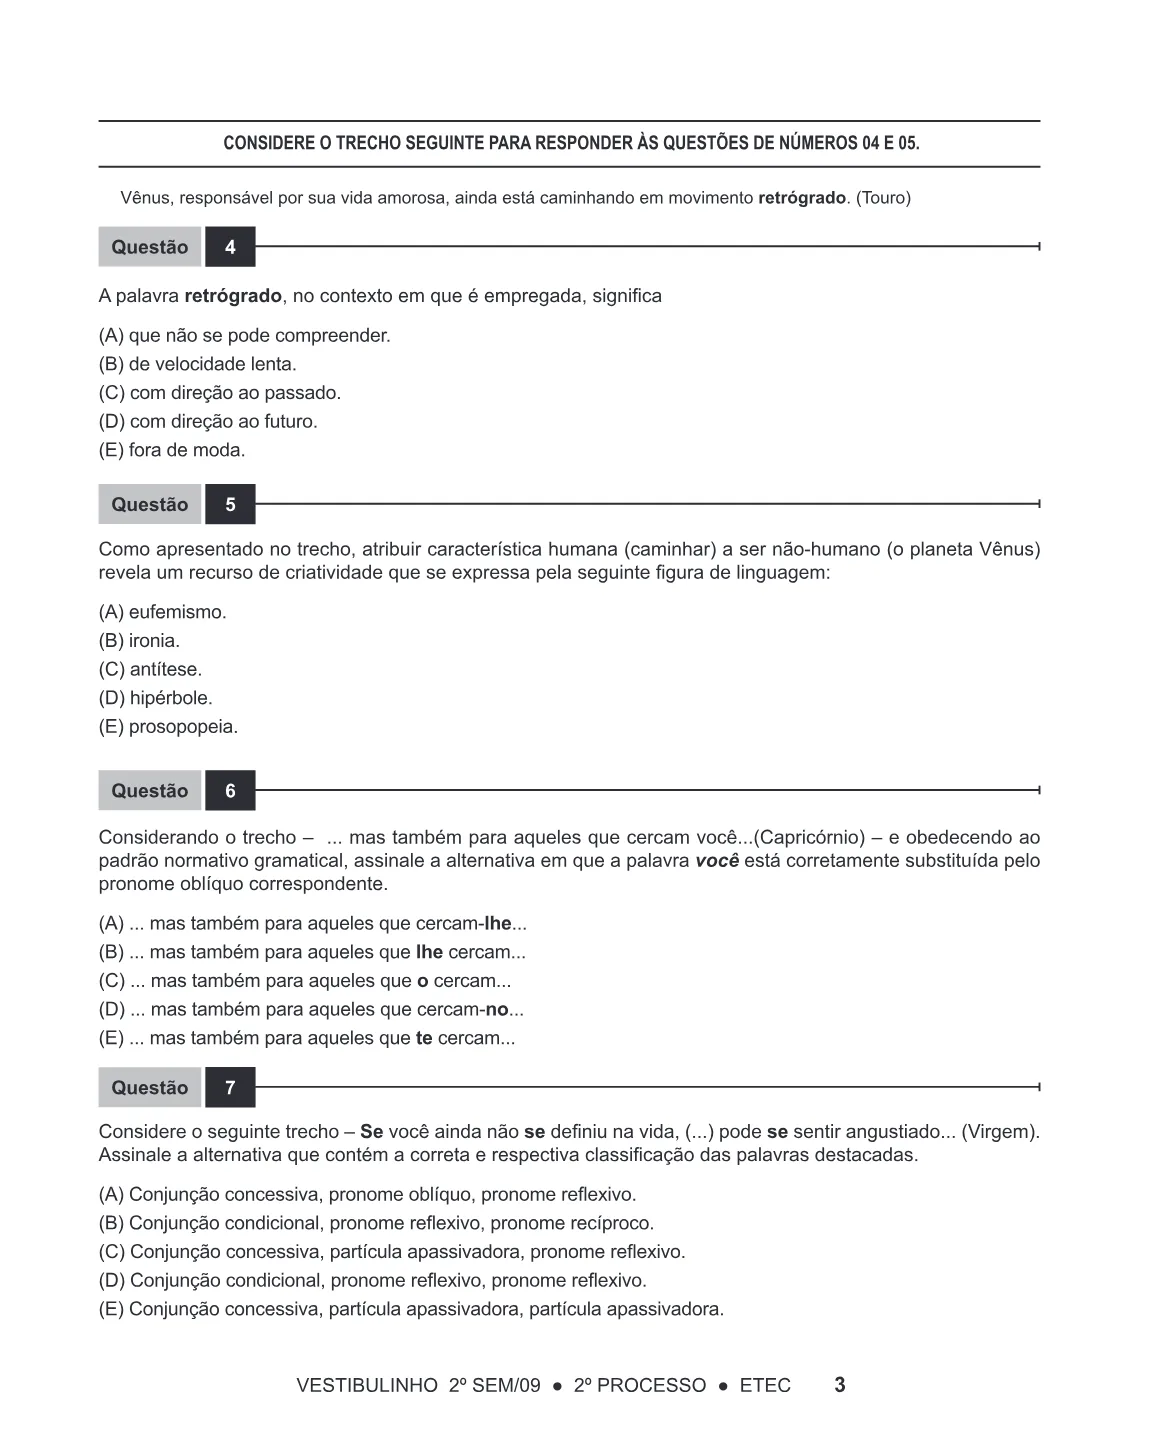 CONSIDERE O TRECHO SEGUINTE PARA RESPONDER ÀS QUESTÕES DE NÚMEROS 04 E 05.
Vênus, responsável por sua vida amorosa, ainda está caminhando em movimento retrógrado. (Touro)
Questão 4
A palavra retrógrado, no contexto em que é empregada, significa
(A) que não se pode compreender.
(B) de velocidade lenta.
(C) com direção ao passado.
(D) com direção ao futuro.
(E) fora de moda.
Questão 5
Como apresentado no trecho, atribuir característica humana (caminhar) a ser não-humano (o planeta Vênus)
revela um recurso de criatividade que se expressa pela seguinte figura de linguagem:
(A) eufemismo.
(B) ironia.
(C) antítese.
(D) hipérbole.
(E) prosopopeia.
Questão 6
Considerando o trecho – ... mas também para aqueles que cercam você...(Capricórnio) – e obedecendo ao
padrão normativo gramatical, assinale a alternativa em que a palavra você está corretamente substituída pelo
pronome oblíquo correspondente.
(A) ... mas também para aqueles que cercam-lhe...
(B) ... mas também para aqueles que lhe cercam...
(C) ... mas também para aqueles que o cercam...
(D) ... mas também para aqueles que cercam-no...
(E) ... mas também para aqueles que te cercam...
Questão 7
Considere o seguinte trecho – Se você ainda não se definiu na vida, (...) pode se sentir angustiado... (Virgem).
Assinale a alternativa que contém a correta e respectiva classificação das palavras destacadas.
(A) Conjunção concessiva, pronome oblíquo, pronome reflexivo.
(B) Conjunção condicional, pronome reflexivo, pronome recíproco.
(C) Conjunção concessiva, partícula apassivadora, pronome reflexivo.
(D) Conjunção condicional, pronome reflexivo, pronome reflexivo.
(E) Conjunção concessiva, partícula apassivadora, partícula apassivadora.
VESTIBULINHO 2º SEM/09 ● 2º PROCESSO ● ETEC 3